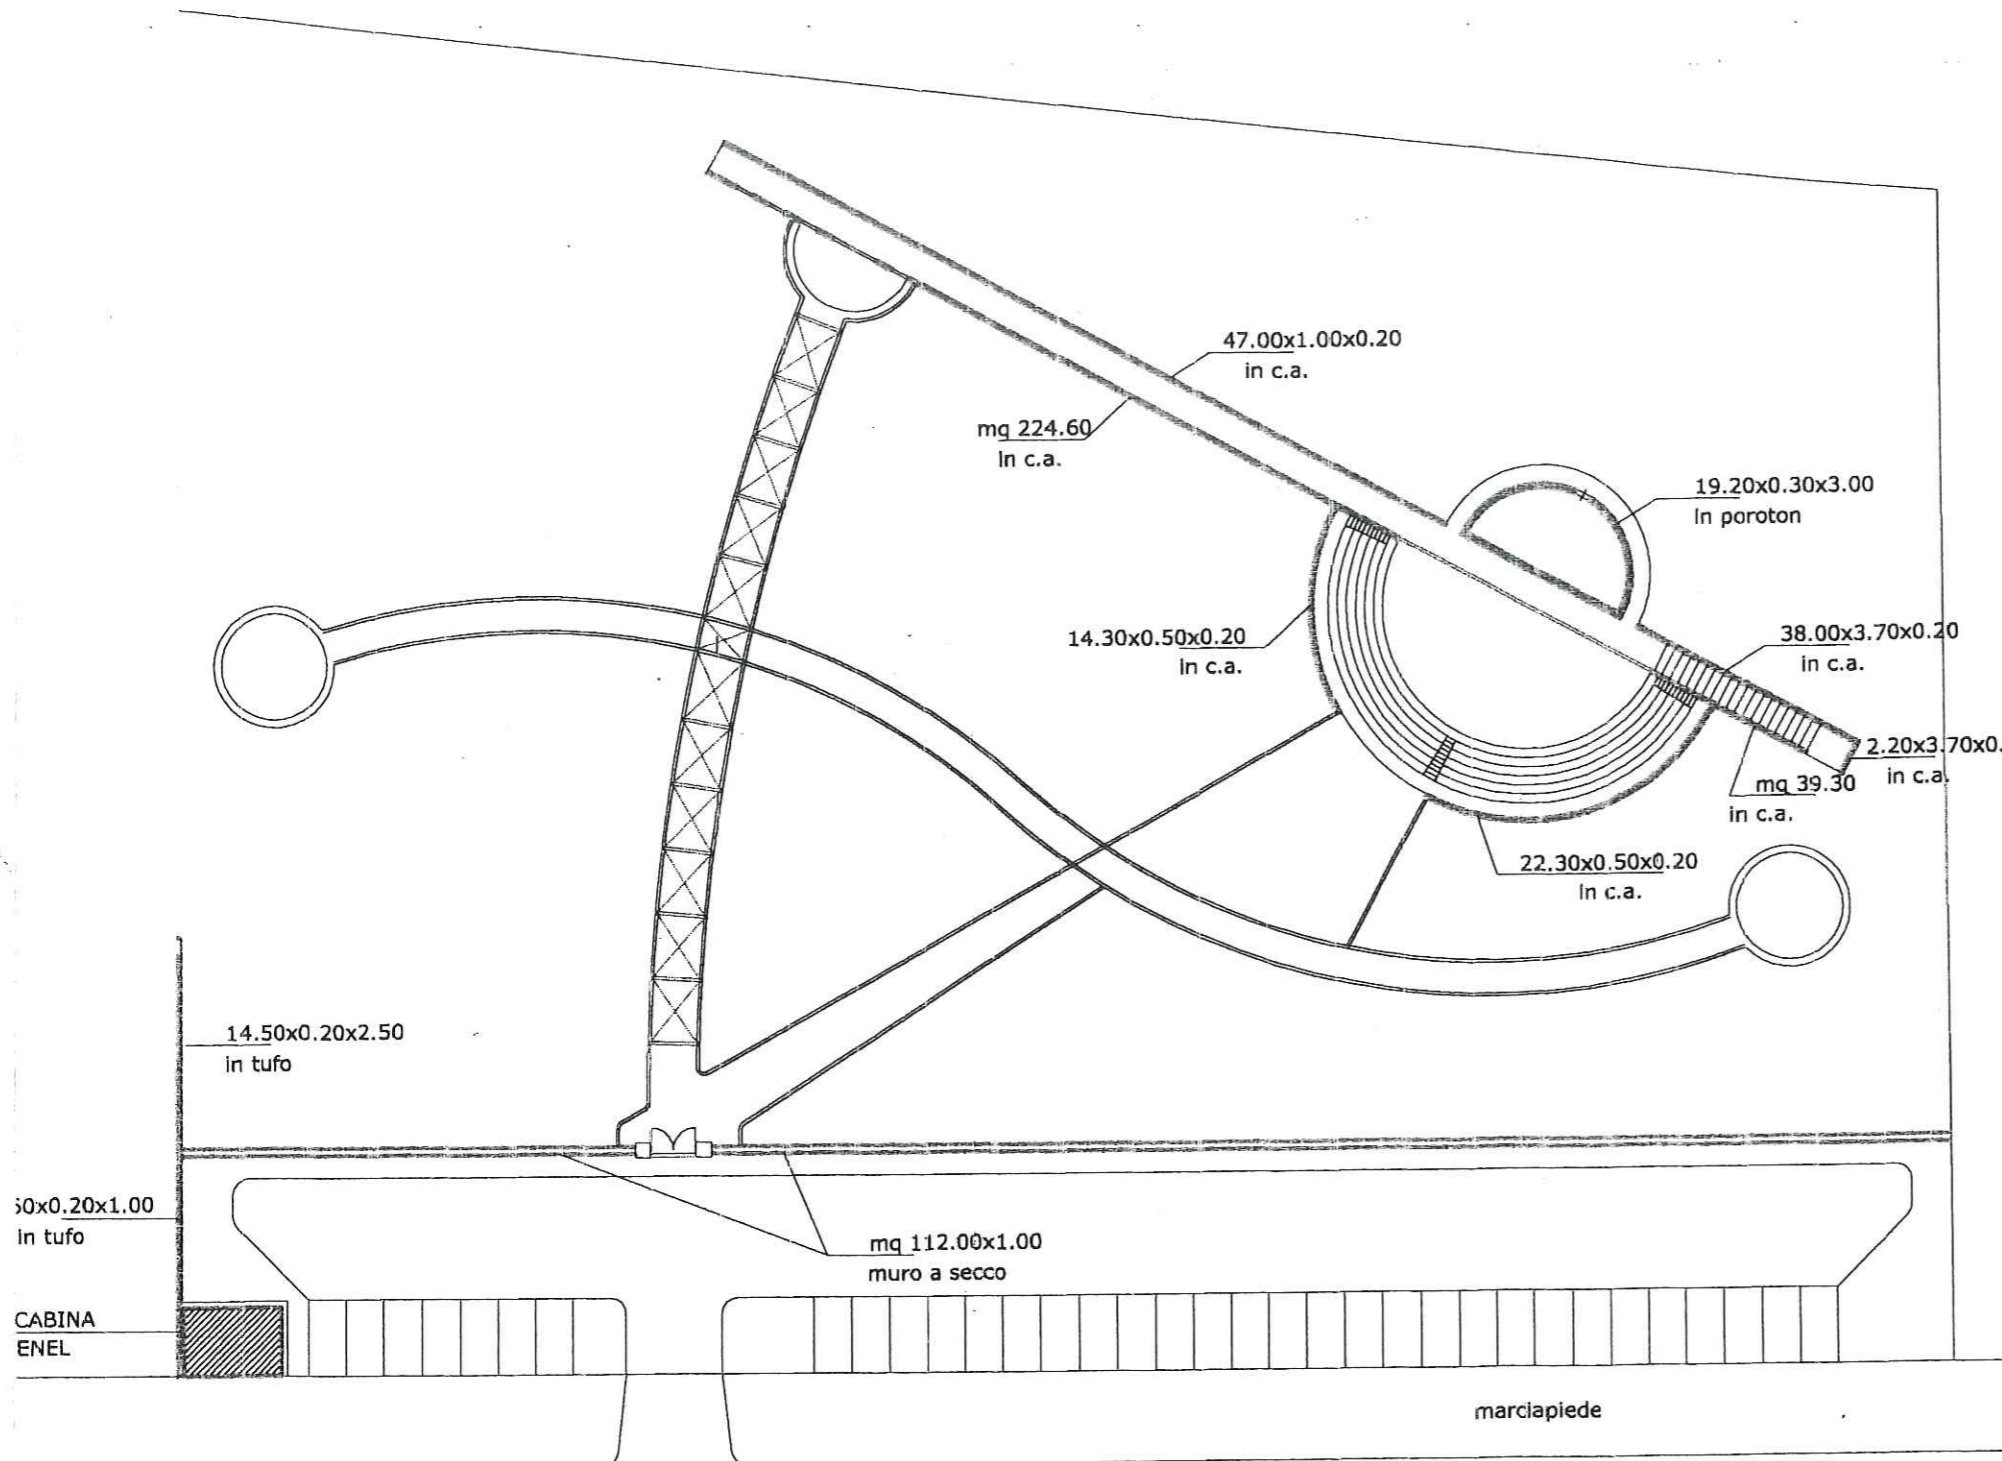 47.00x1.00x0.20
in c.a.
mq 224.60
in c.a.
19.20x0.30x3.00
in poroton
14.30x0.50x0.20
in c.a.
38.00x3.70x0.20
in c.a.
2.20x3.70x0.
in c.a.
mq 39.30
in c.a.
22.30x0.50x0.20
in c.a.
14.50x0.20x2.50
in tufo
50x0.20x1.00
in tufo
mq 112.00x1.00
muro a secco
CABINA
ENEL
marciapiede